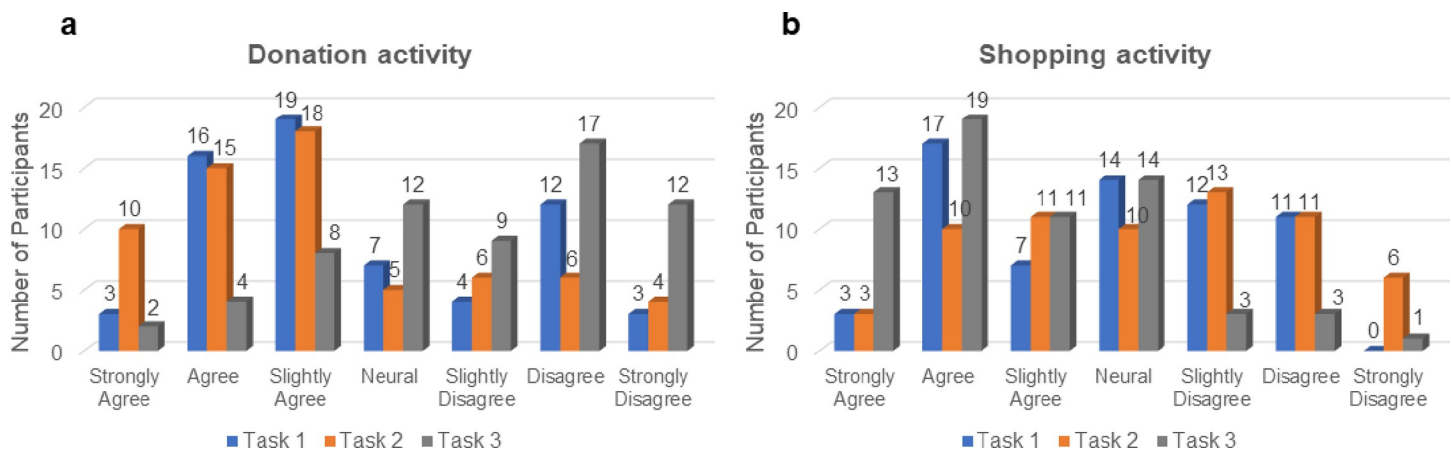 a
Donation activity
Number of Participants
20
15
10
5
0
3 10 2
16 15 4
19 18 8
7 5 12
4 6 9
12 6 17
3 4 12
Strongly Agree
Agree
Slightly Agree
Neural
Slightly Disagree
Disagree
Strongly Disagree
Task 1 Task 2 Task 3
b
Shopping activity
Number of Participants
20
15
10
5
0
3 3 13
17 10 19
7 11 11
14 10 14
12 13 3
11 11 3
0 6 1
Strongly Agree
Agree
Slightly Agree
Neural
Slightly Disagree
Disagree
Strongly Disagree
Task 1 Task 2 Task 3